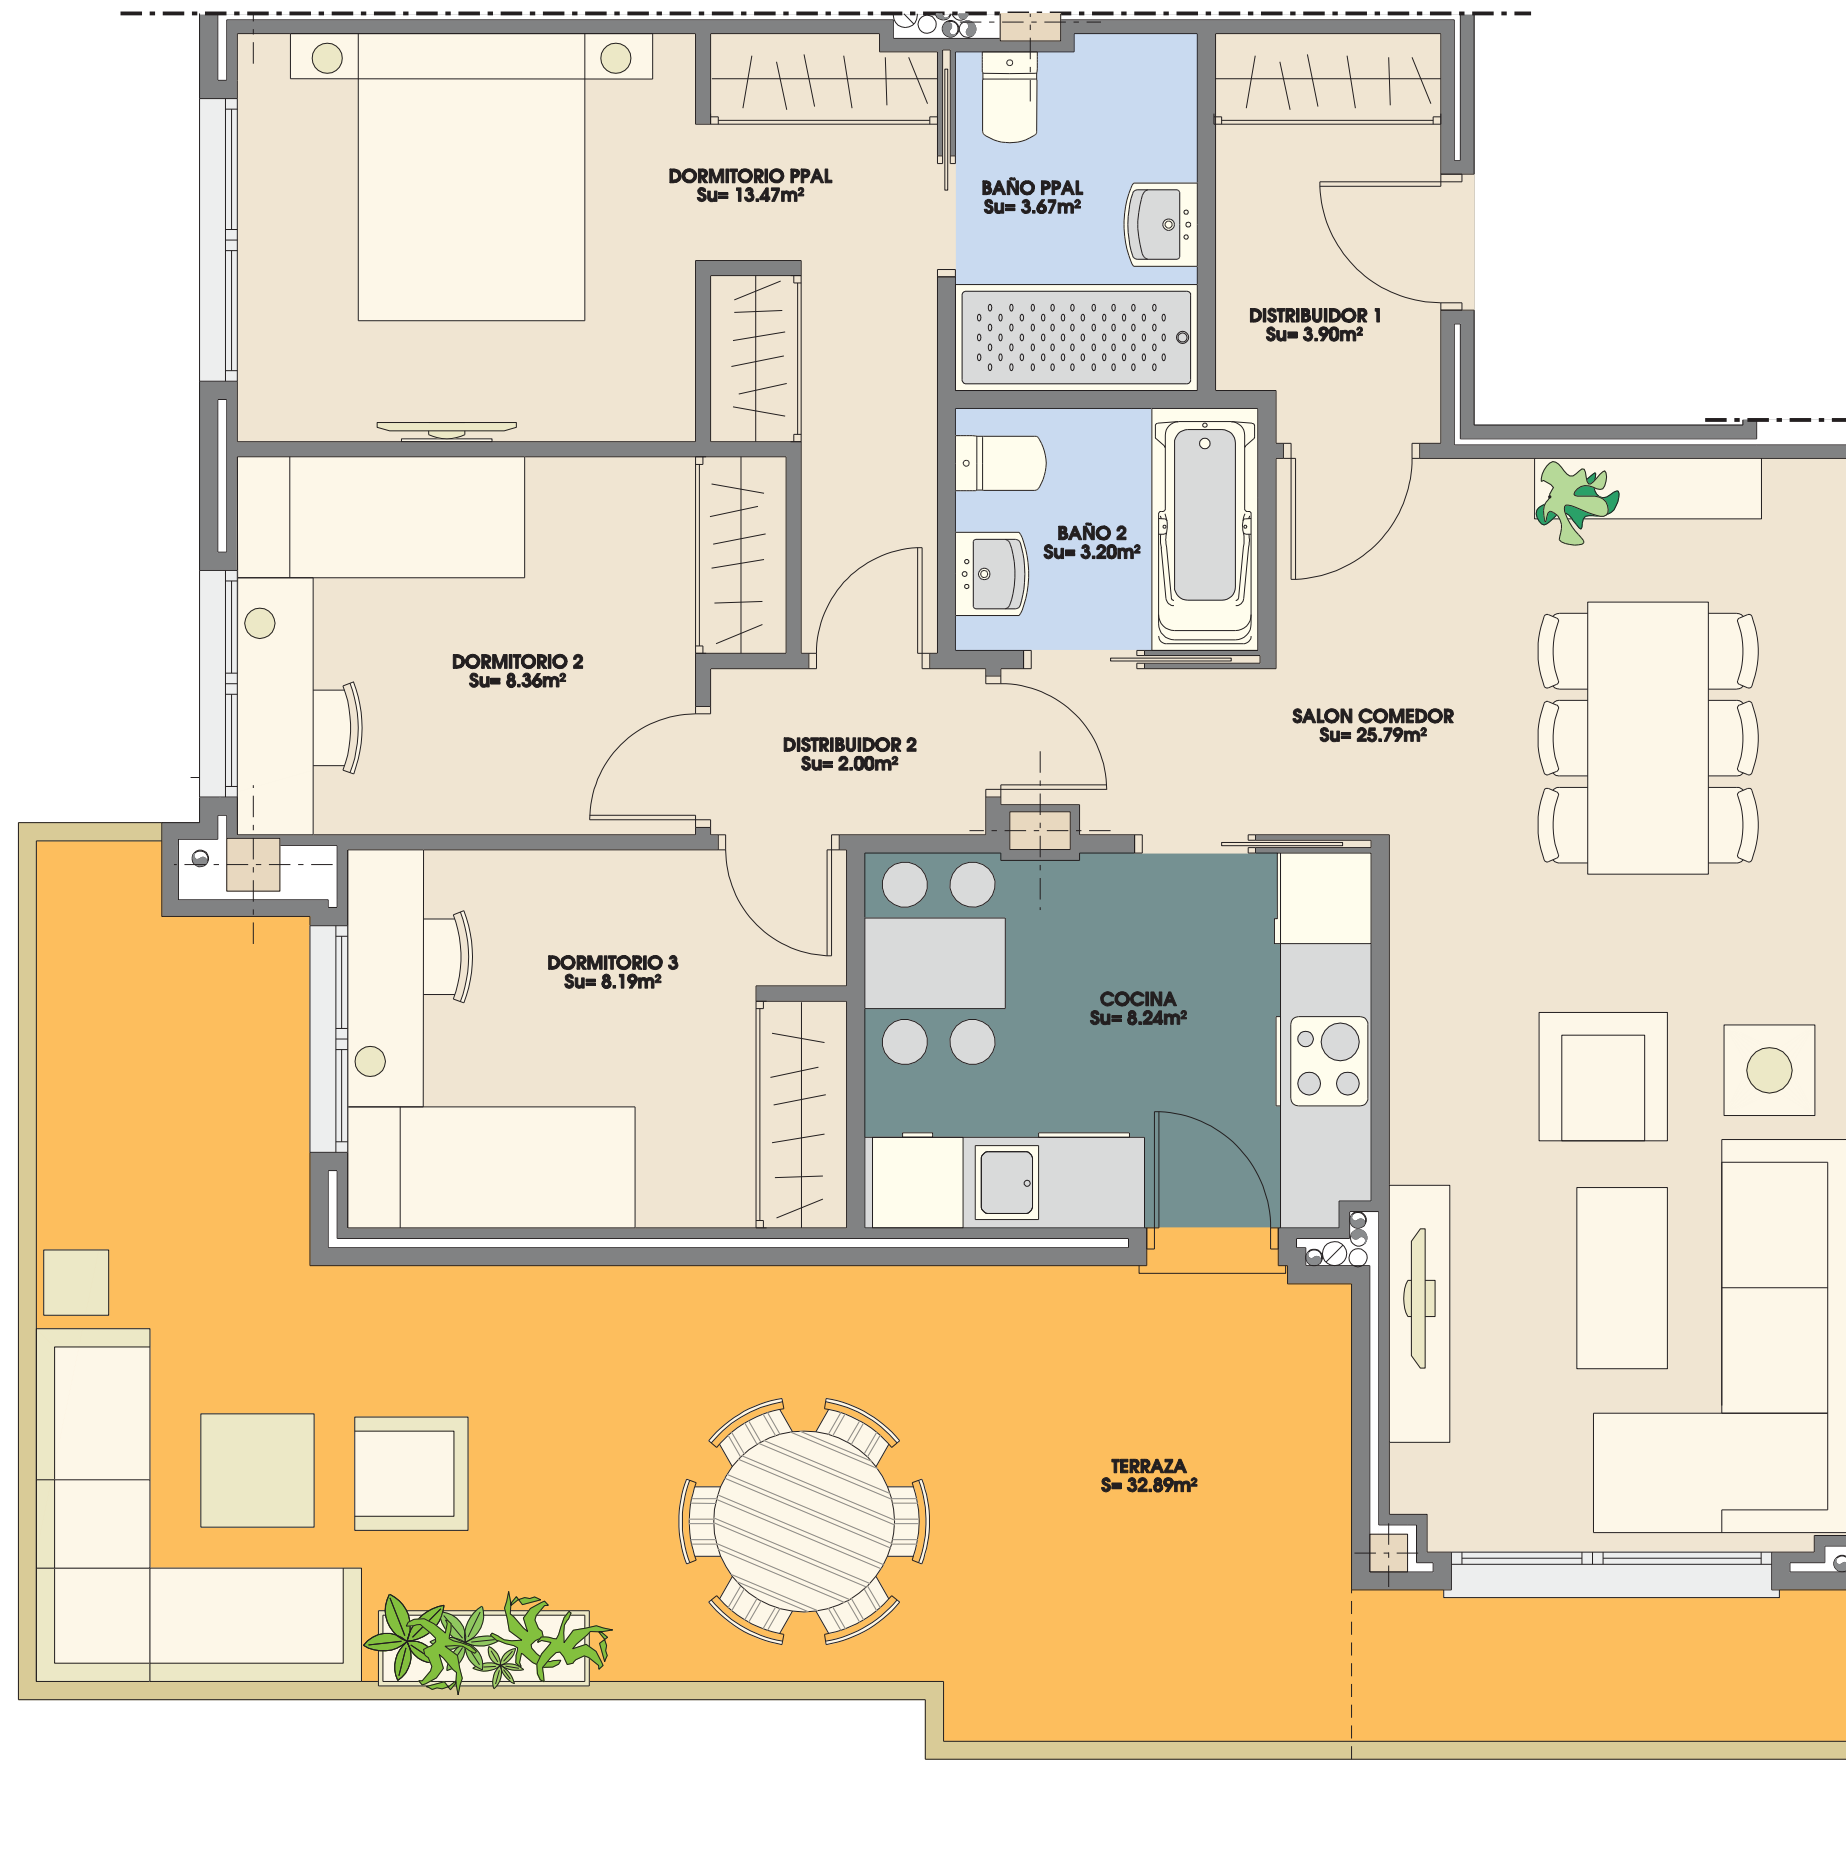 DORMITORIO PPAL
Su= 13.47m²
BAÑO PPAL
Su= 3.67m²
DISTRIBUIDOR 1
Su= 3.90m²
BAÑO 2
Su= 3.20m²
DORMITORIO 2
Su= 8.36m²
SALON COMEDOR
Su= 25.79m²
DISTRIBUIDOR 2
Su= 2.00m²
DORMITORIO 3
Su= 8.19m²
COCINA
Su= 8.24m²
TERRAZA
S= 32.89m²